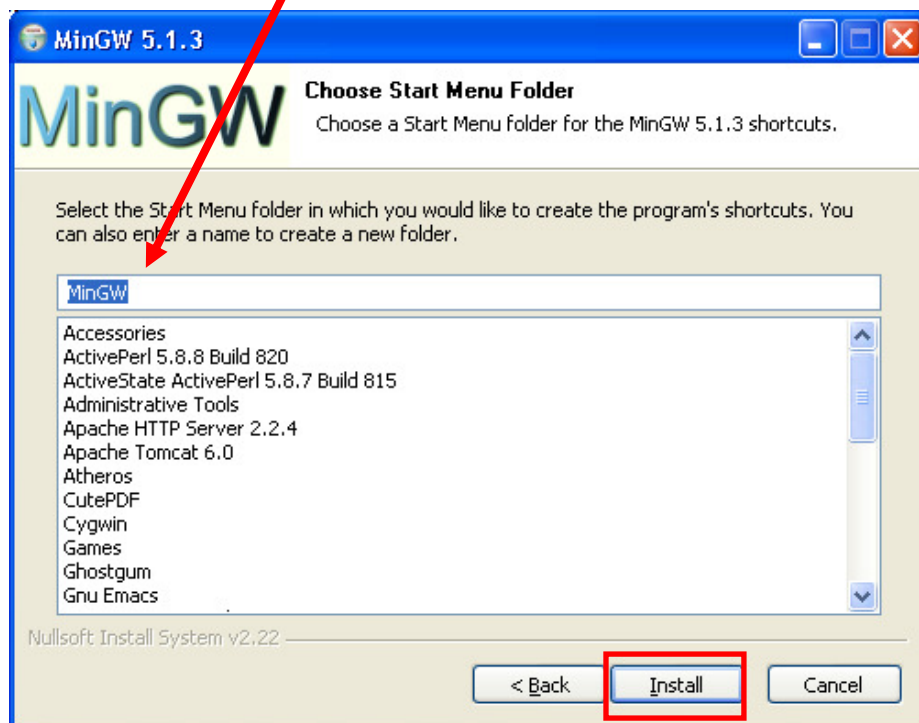 MinGW 5.1.3
MinGW
Choose Start Menu Folder
Choose a Start Menu folder for the MinGW 5.1.3 shortcuts.
Select the Start Menu folder in which you would like to create the program's shortcuts. You
can also enter a name to create a new folder.
MinGW
Accessories
ActivePerl 5.8.8 Build 820
ActiveState ActivePerl 5.8.7 Build 815
Administrative Tools
Apache HTTP Server 2.2.4
Apache Tomcat 6.0
Atheros
CutePDF
Cygwin
Games
Ghostgum
Gnu Emacs
Nullsoft Install System v2.22
< Back
Install
Cancel